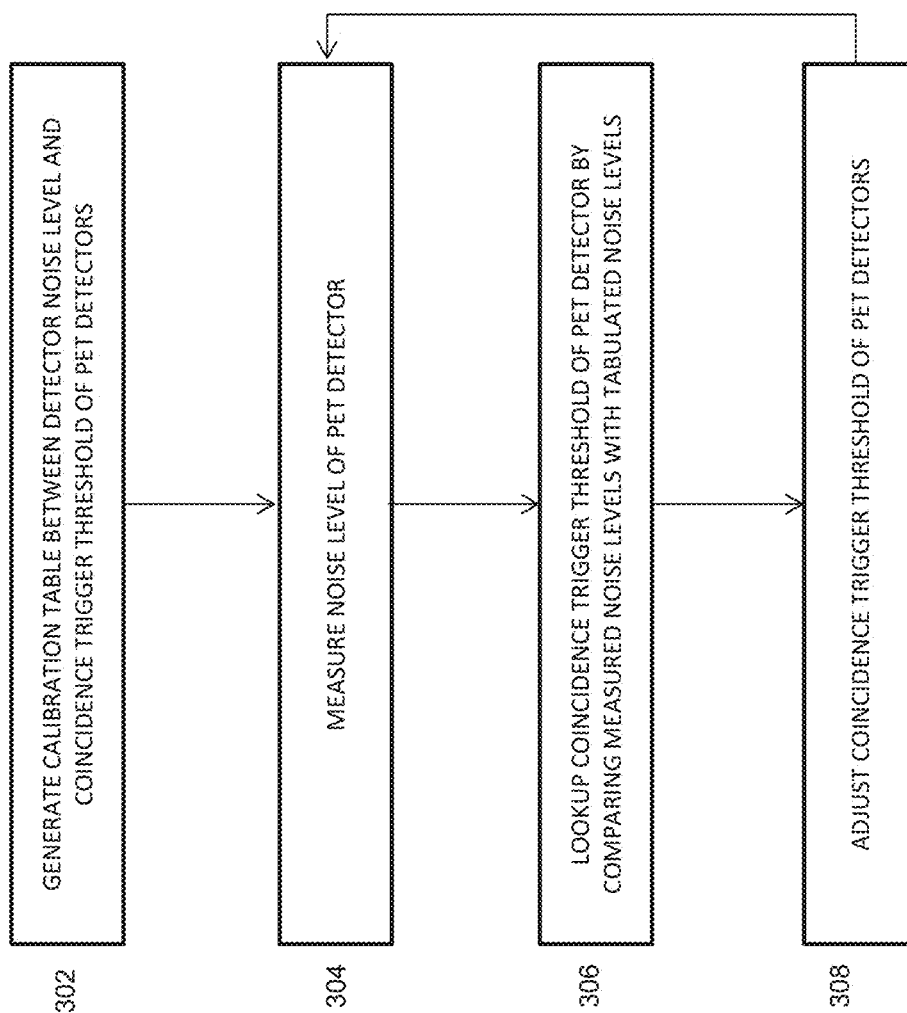 302
GENERATE CALIBRATION TABLE BETWEEN DETECTOR NOISE LEVEL AND
COINCIDENCE TRIGGER THRESHOLD OF PET DETECTORS
304
MEASURE NOISE LEVEL OF PET DETECTOR
306
LOOKUP COINCIDENCE TRIGGER THRESHOLD OF PET DETECTOR BY
COMPARING MEASURED NOISE LEVELS WITH TABULATED NOISE LEVELS
308
ADJUST COINCIDENCE TRIGGER THRESHOLD OF PET DETECTORS